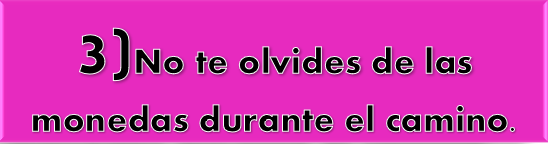 3)No te olvides de las
monedas durante el camino.